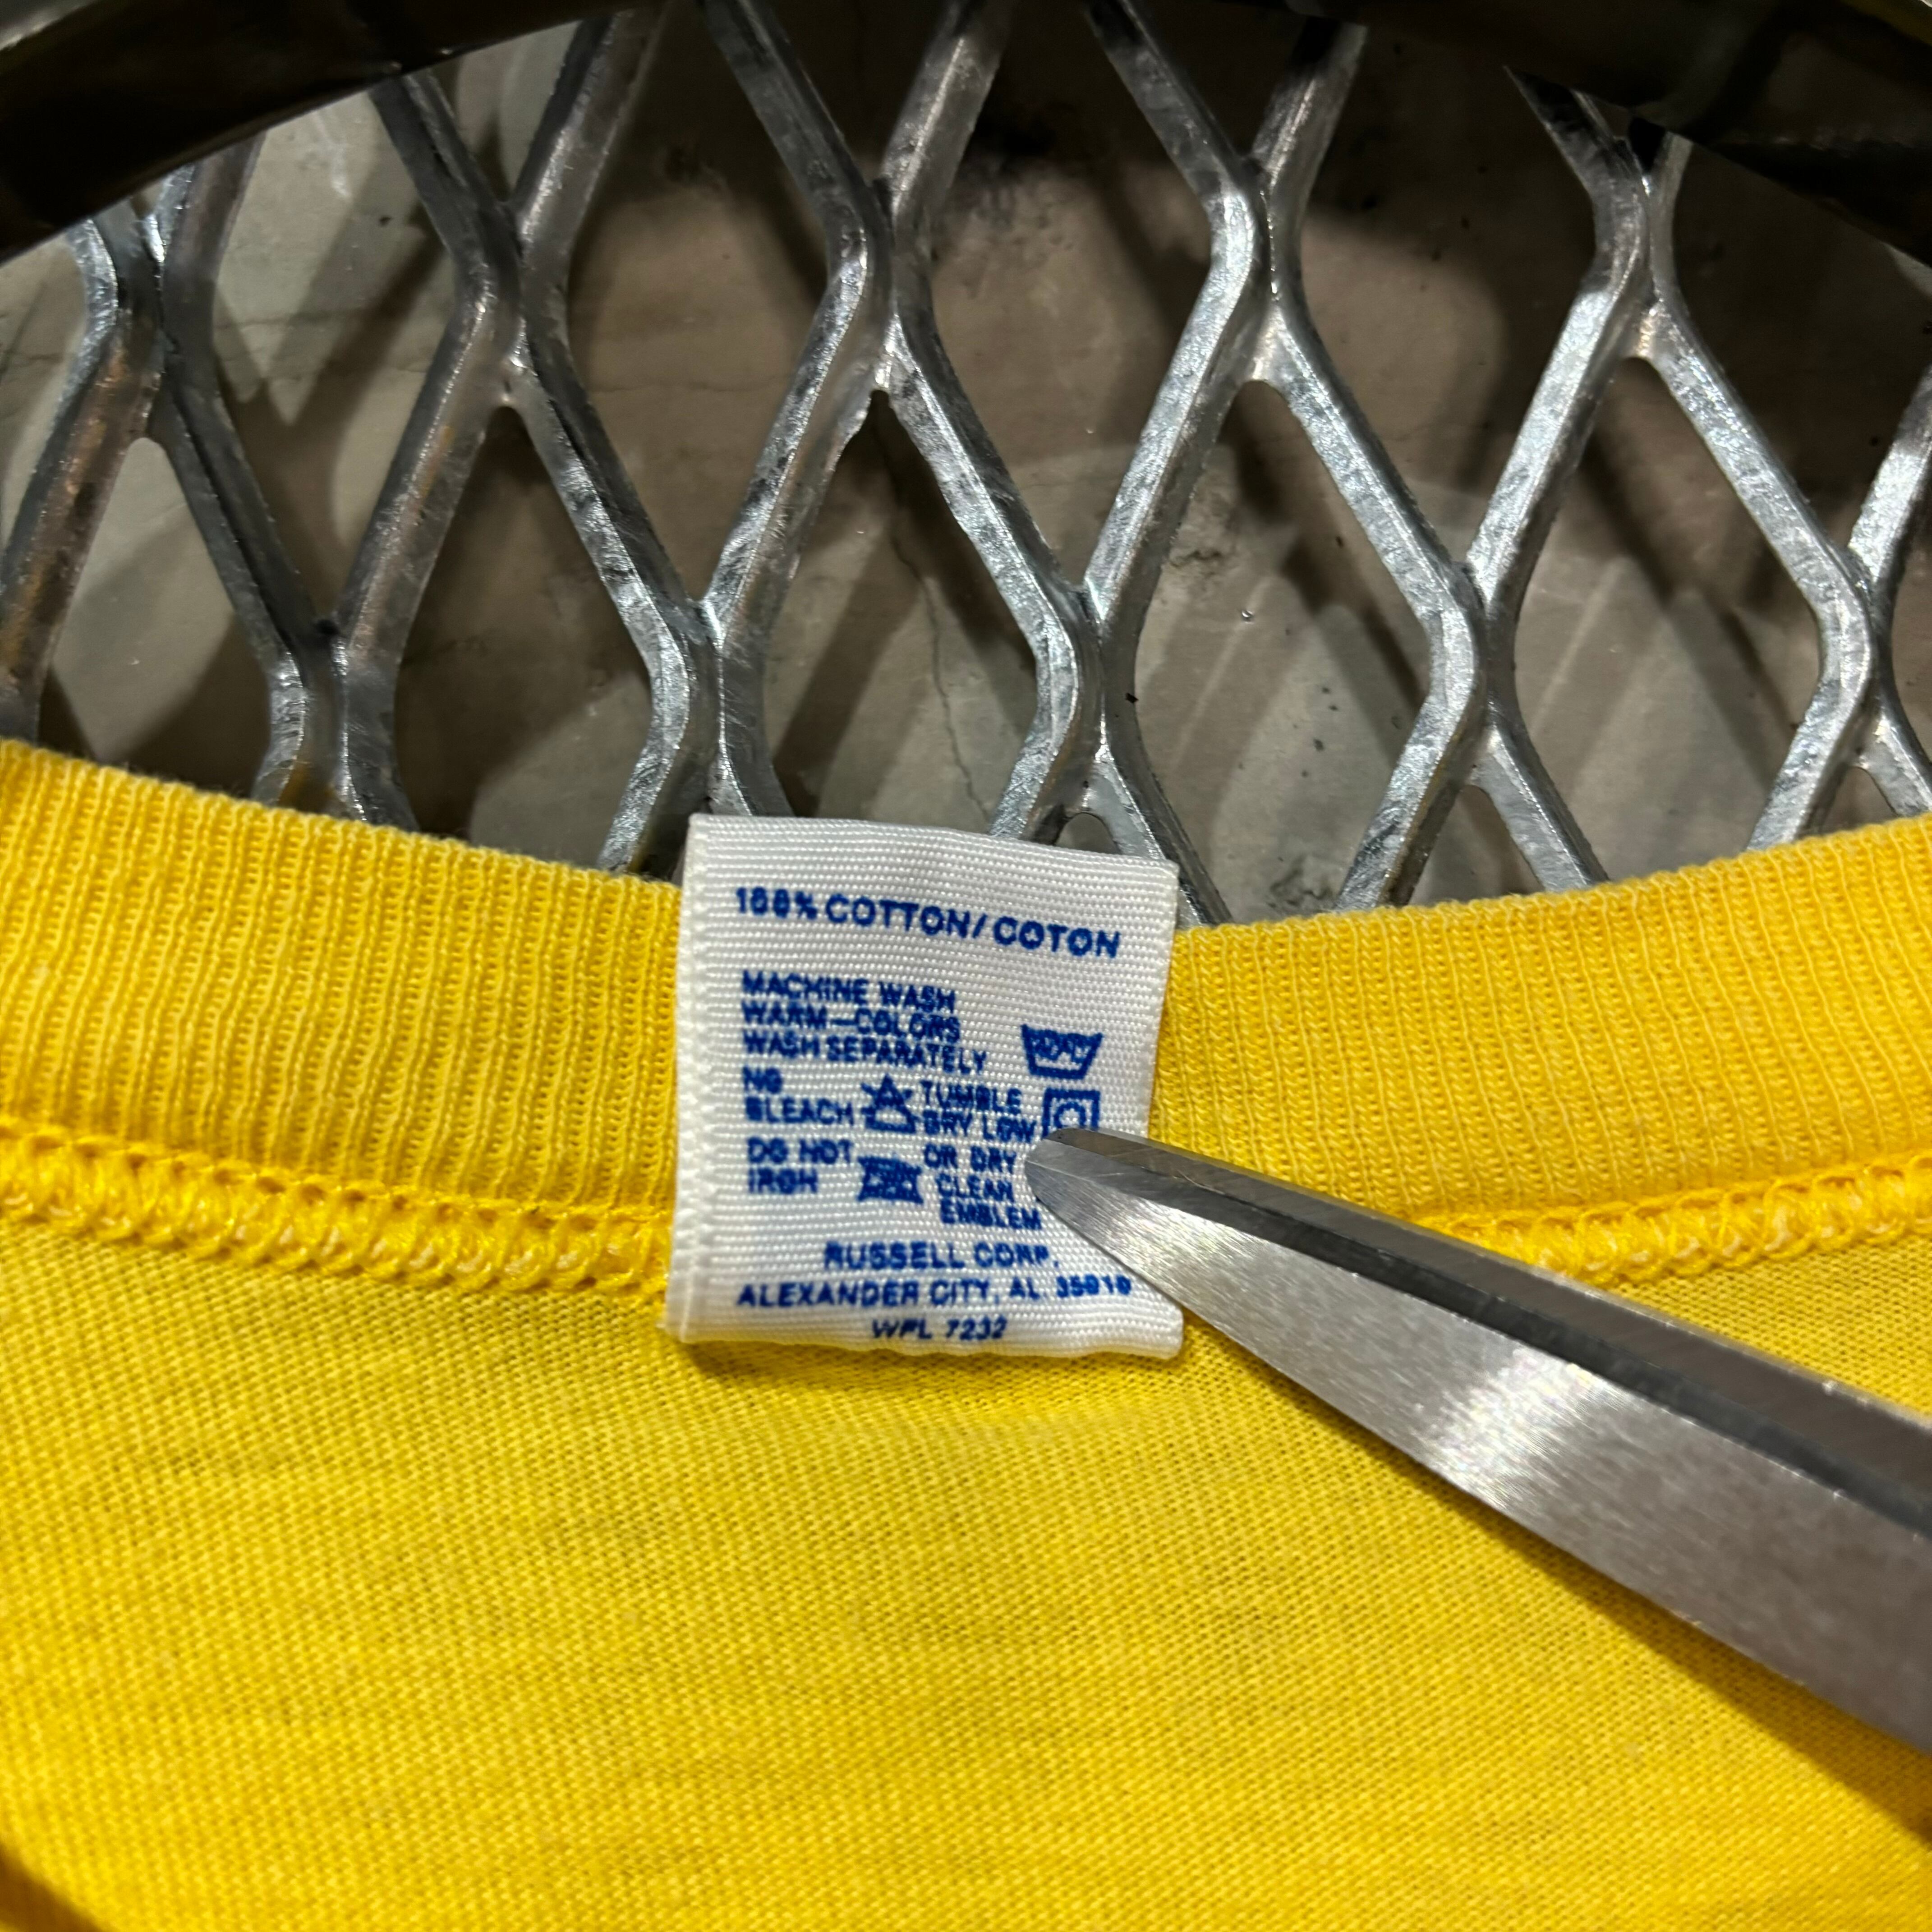 100% COTTON/COTON
MACHINE WASH
WARM—COLORS
WASH SEPARATELY
NO
BLEACH
TUMBLE
DRY LOW
DO NOT
IRON
OR DRY
CLEAN
EMBLEM
RUSSELL CORP.
ALEXANDER CITY, AL 35010
WPL 7232